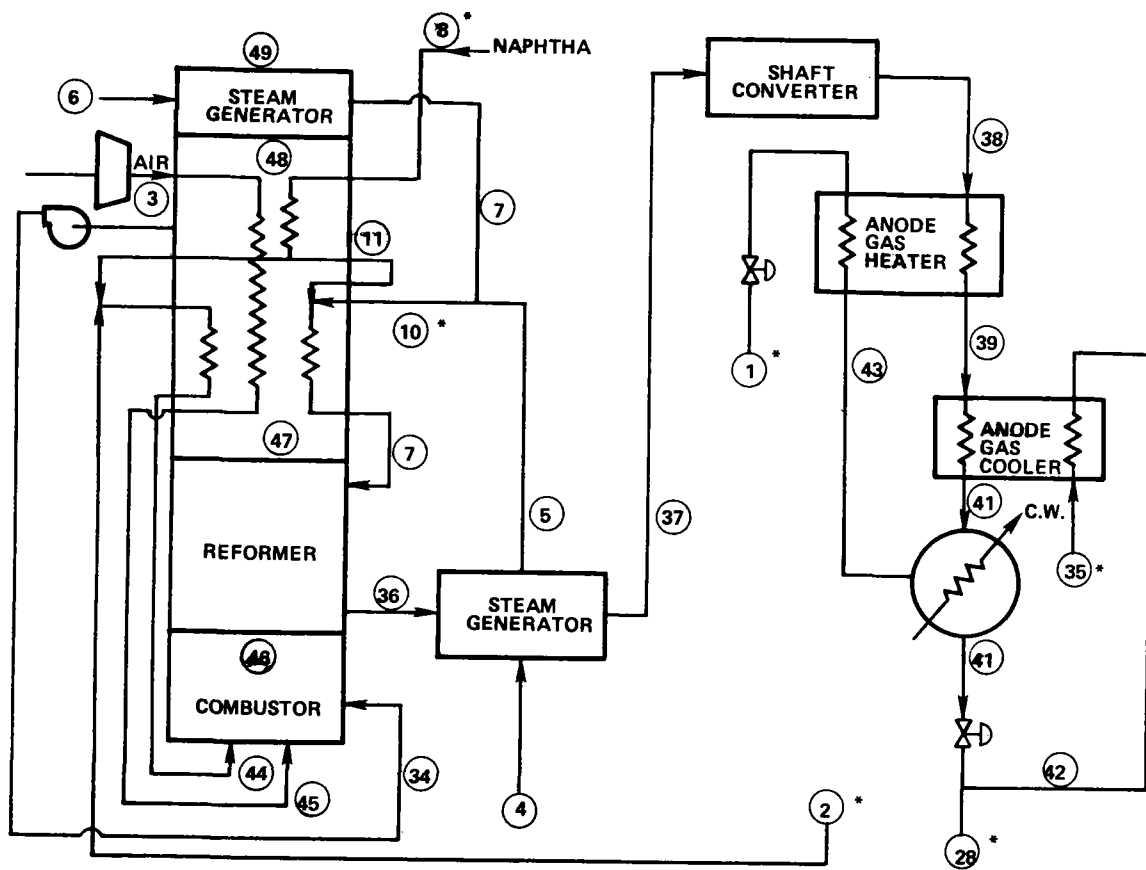 8 *
NAPHTHA
49
6
STEAM
GENERATOR
SHAFT
CONVERTER
AIR
3
48
38
7
11
ANODE
GAS
HEATER
10 *
1 *
43
39
47
7
ANODE
GAS
COOLER
5
37
41
C.W.
REFORMER
36
STEAM
GENERATOR
35 *
46
COMBUSTOR
41
44
34
45
4
2 *
42
28 *